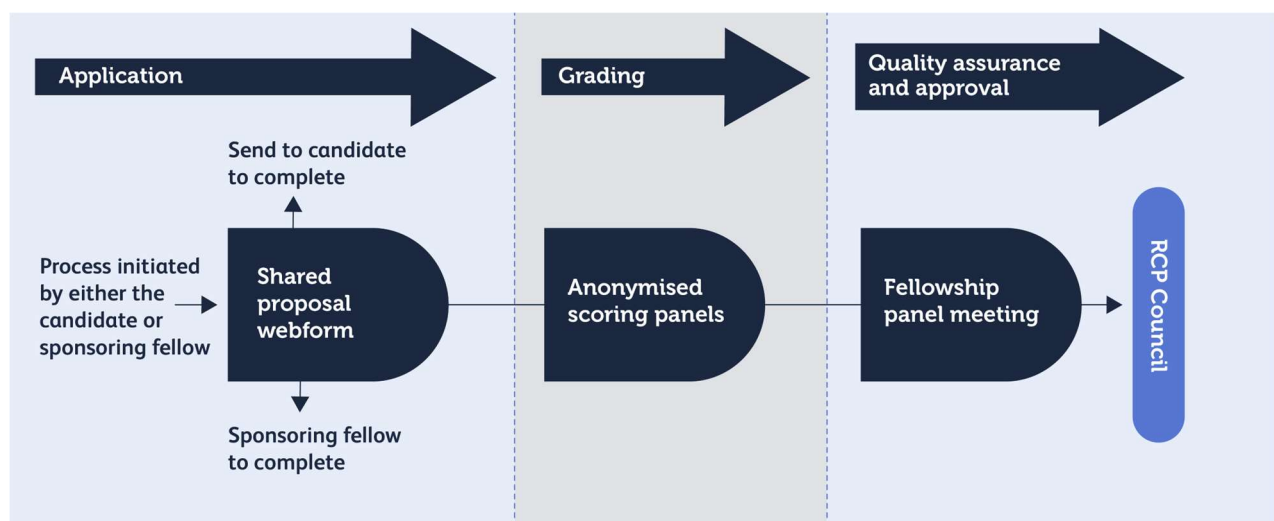 Application
Grading
Quality assurance
and approval
Send to candidate
to complete
Process initiated
by either the
candidate or
sponsoring fellow
Shared
proposal
webform
Sponsoring fellow
to complete
Anonymised
scoring panels
Fellowship
panel meeting
RCP Council